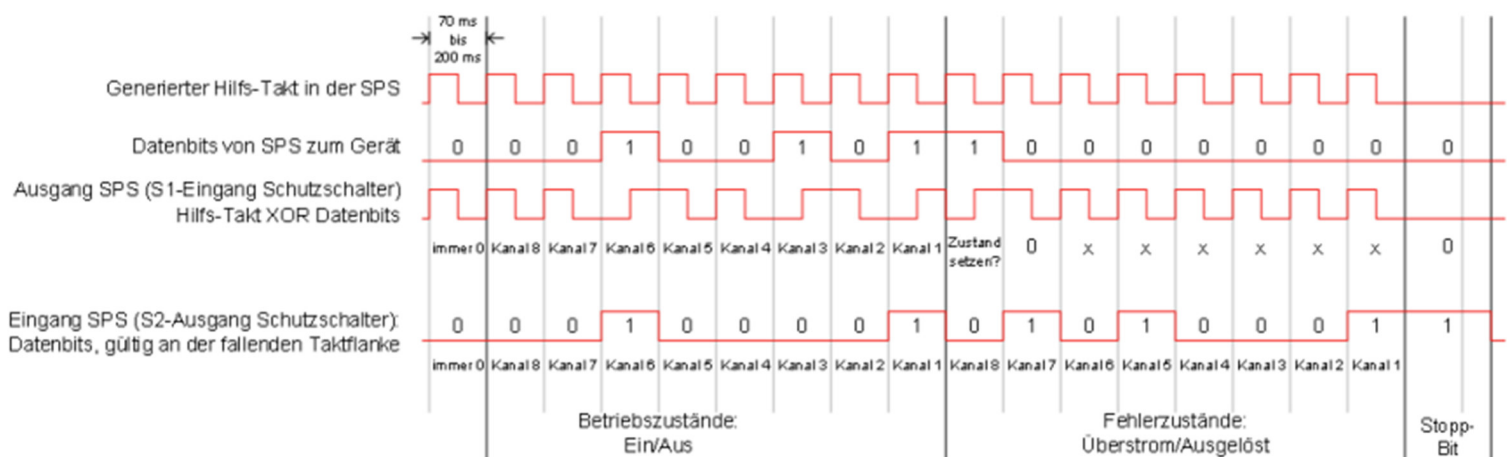 70 ms
bis
200 ms
Generierter Hilfs-Takt in der SPS
Datenbits von SPS zum Gerät
0 0 0 1 0 0 1 0 1 1 0 0 0 0 0 0 0 0
Ausgang SPS (S1-Eingang Schutzschalter)
Hilfs-Takt XOR Datenbits
immer 0 Kanal 8 Kanal 7 Kanal 6 Kanal 5 Kanal 4 Kanal 3 Kanal 2 Kanal 1 Zustand setzen? 0 x x x x x x 0
Eingang SPS (S2-Ausgang Schutzschalter):
Datenbits, gültig an der fallenden Taktflanke
0 0 0 1 0 0 0 0 1 0 1 0 1 0 0 0 1 1
immer 0 Kanal 8 Kanal 7 Kanal 6 Kanal 5 Kanal 4 Kanal 3 Kanal 2 Kanal 1 Kanal 8 Kanal 7 Kanal 6 Kanal 5 Kanal 4 Kanal 3 Kanal 2 Kanal 1
Betriebszustände:
Ein/Aus
Fehlerzustände:
Überstrom/Ausgelöst
Stopp-
Bit